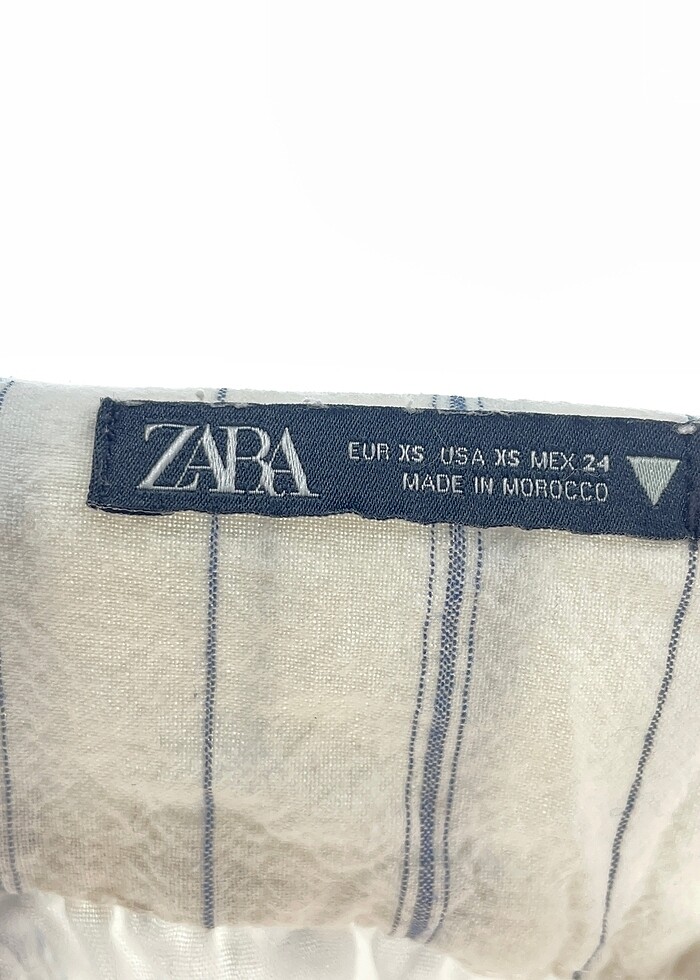 ZARA
EUR XS USA XS MEX 24
MADE IN MOROCCO